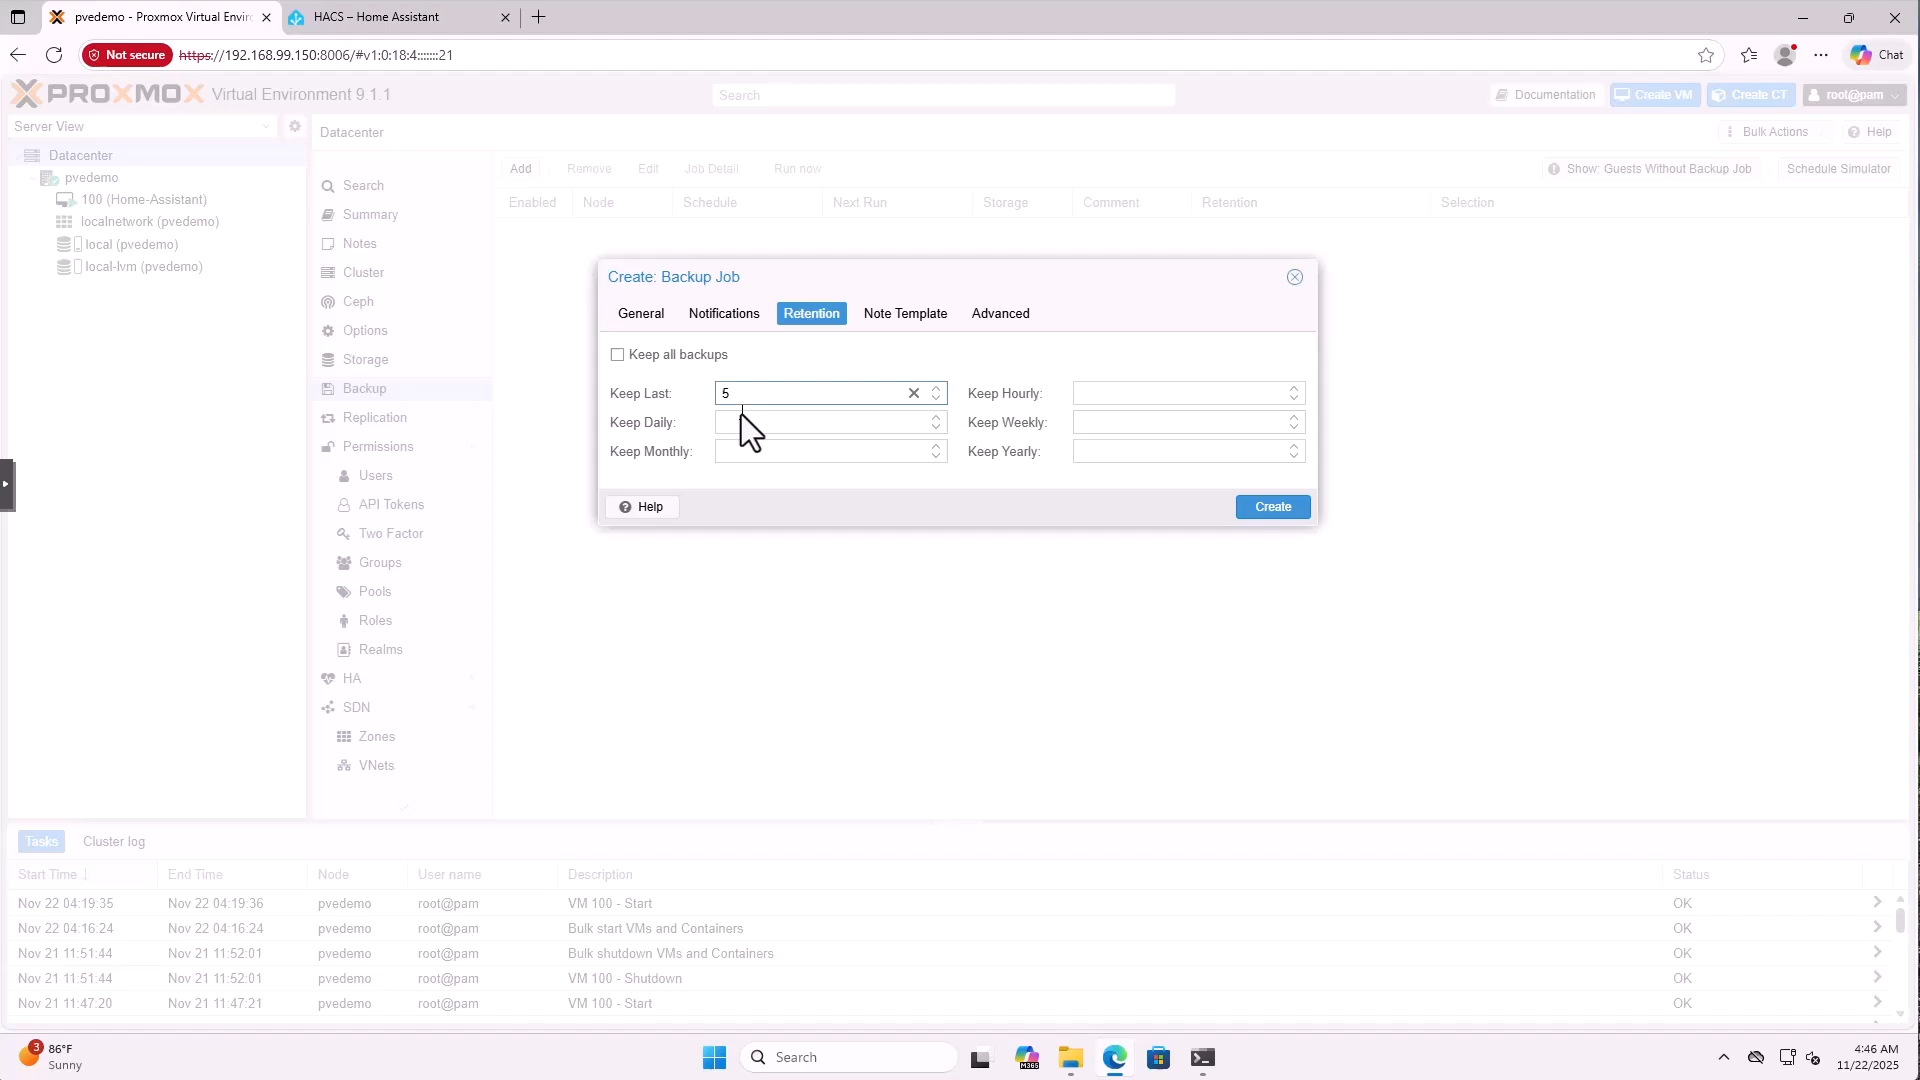 pvedemo - Proxmox Virtual Enviro
HACS – Home Assistant
Not secure
https://192.168.99.150:8006/#v1:0:18:4:::::::21
Chat
PROXMOX Virtual Environment 9.1.1
Search
Documentation
Create VM
Create CT
root@pam
Server View
Datacenter
Bulk Actions
Help
Datacenter
pvedemo
100 (Home-Assistant)
localnetwork (pvedemo)
local (pvedemo)
local-lvm (pvedemo)
Search
Summary
Notes
Cluster
Ceph
Options
Storage
Backup
Replication
Permissions
Users
API Tokens
Two Factor
Groups
Pools
Roles
Realms
HA
SDN
Zones
VNets
Add Remove Edit Job Detail Run now
Show: Guests Without Backup Job
Schedule Simulator
Enabled Node Schedule Next Run Storage Comment Retention Selection
Create: Backup Job
General Notifications Retention Note Template Advanced
Keep all backups
Keep Last: 5 Keep Hourly:
Keep Daily: Keep Weekly:
Keep Monthly: Keep Yearly:
Help
Create
Tasks Cluster log
Start Time ↓ End Time Node User name Description Status
Nov 22 04:19:35 Nov 22 04:19:36 pvedemo root@pam VM 100 - Start OK
Nov 22 04:16:24 Nov 22 04:16:24 pvedemo root@pam Bulk start VMs and Containers OK
Nov 21 11:51:44 Nov 21 11:52:01 pvedemo root@pam Bulk shutdown VMs and Containers OK
Nov 21 11:51:44 Nov 21 11:52:01 pvedemo root@pam VM 100 - Shutdown OK
Nov 21 11:47:20 Nov 21 11:47:21 pvedemo root@pam VM 100 - Start OK
3
86°F
Sunny
Search
M365
4:46 AM
11/22/2025